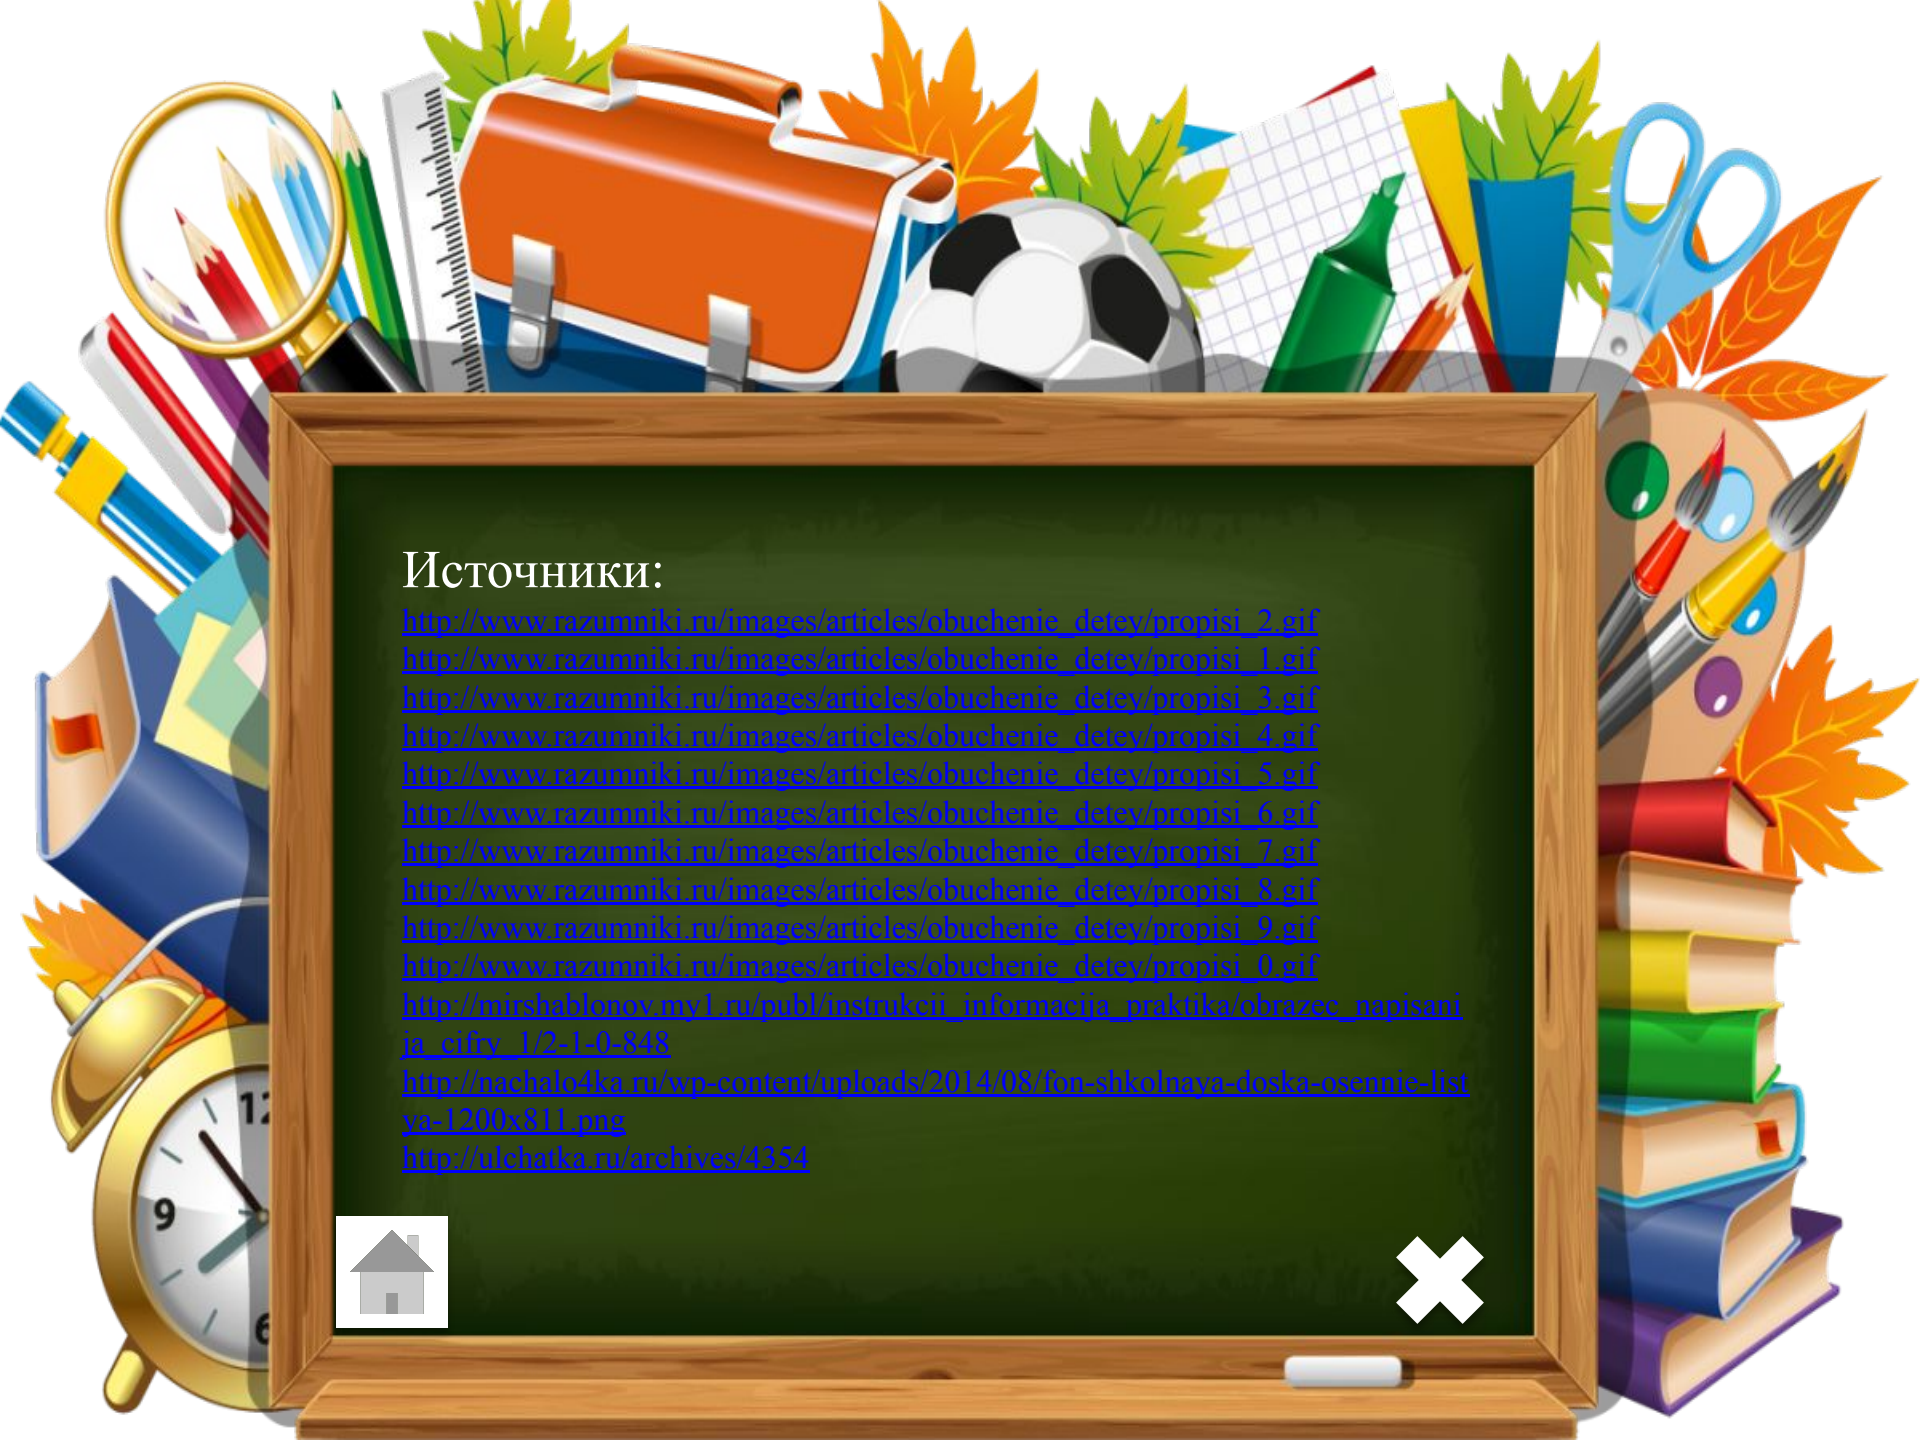 12
9
6
Источники:
http://www.razumniki.ru/images/articles/obuchenie_detey/propisi_2.gif
http://www.razumniki.ru/images/articles/obuchenie_detey/propisi_1.gif
http://www.razumniki.ru/images/articles/obuchenie_detey/propisi_3.gif
http://www.razumniki.ru/images/articles/obuchenie_detey/propisi_4.gif
http://www.razumniki.ru/images/articles/obuchenie_detey/propisi_5.gif
http://www.razumniki.ru/images/articles/obuchenie_detey/propisi_6.gif
http://www.razumniki.ru/images/articles/obuchenie_detey/propisi_7.gif
http://www.razumniki.ru/images/articles/obuchenie_detey/propisi_8.gif
http://www.razumniki.ru/images/articles/obuchenie_detey/propisi_9.gif
http://www.razumniki.ru/images/articles/obuchenie_detey/propisi_0.gif
http://mirshablonov.my1.ru/publ/instrukcii_informacija_praktika/obrazec_napisani
ja_cifry_1/2-1-0-848
http://nachalo4ka.ru/wp-content/uploads/2014/08/fon-shkolnaya-doska-osennie-list
ya-1200x811.png
http://ulchatka.ru/archives/4354